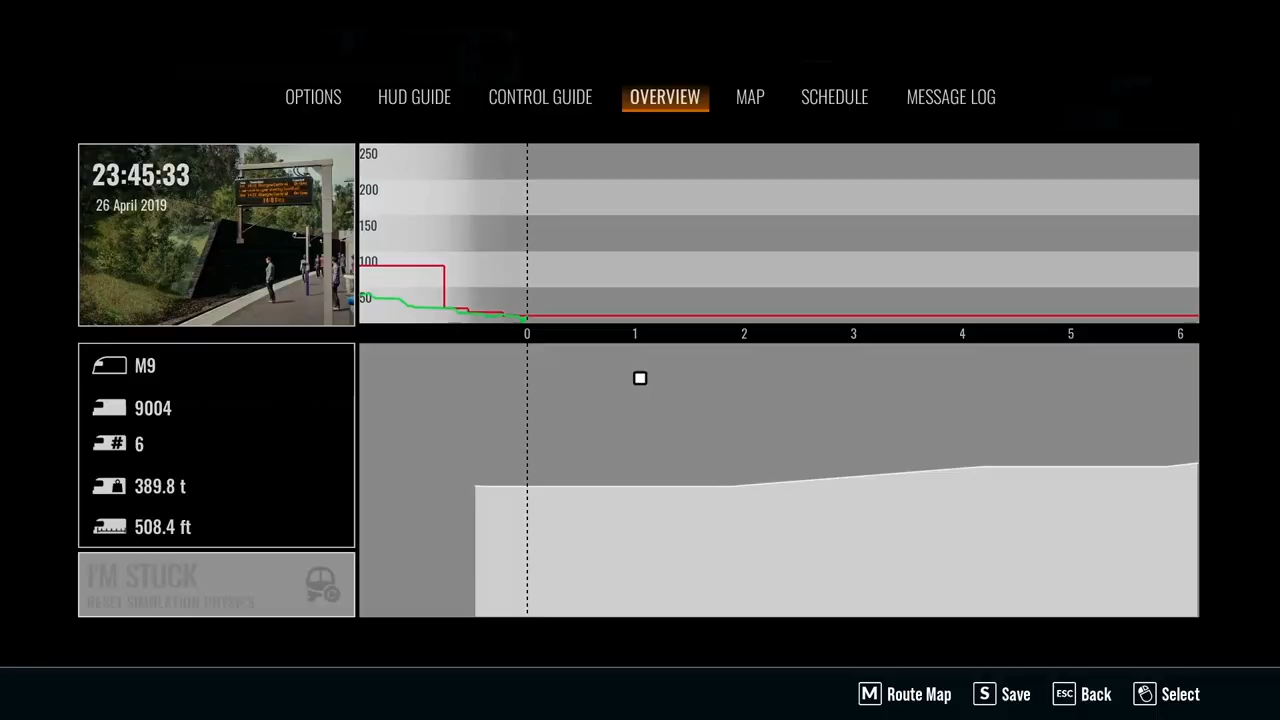 OPTIONS HUD GUIDE CONTROL GUIDE OVERVIEW MAP SCHEDULE MESSAGE LOG
23:45:33
26 April 2019
250
200
150
100
50
0 1 2 3 4 5 6
M9
9004
# 6
389.8 t
508.4 ft
I'M STUCK
RESET SIMULATION PHYSICS
M Route Map S Save ESC Back Select